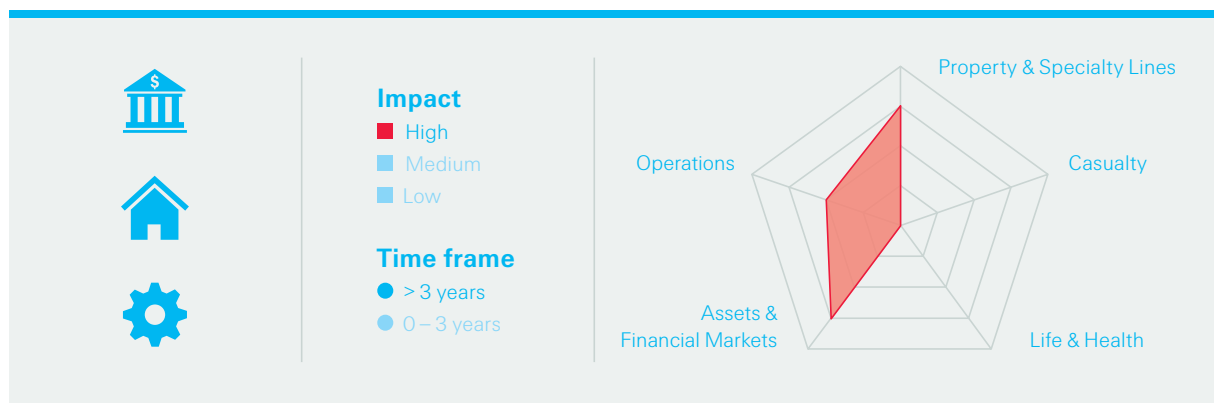 $
Impact
High
Medium
Low
Time frame
> 3 years
0 – 3 years
Property & Specialty Lines
Operations
Casualty
Assets &
Financial Markets
Life & Health